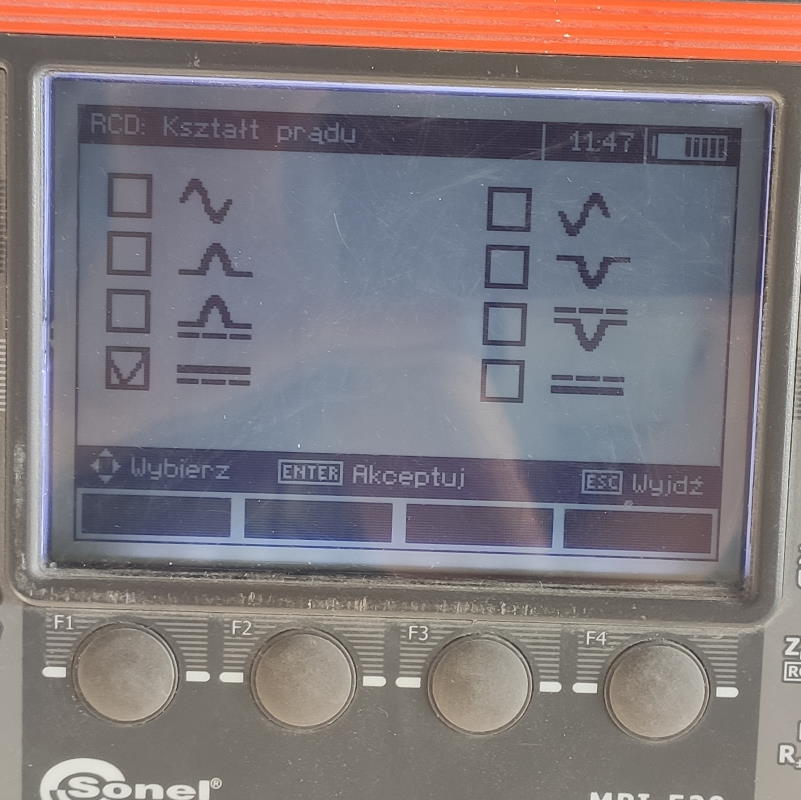 RCD: Kształt prądu 11:47
Wybierz ENTER Akceptuj ESC Wyjdź
F1 F2 F3 F4
Sonel®